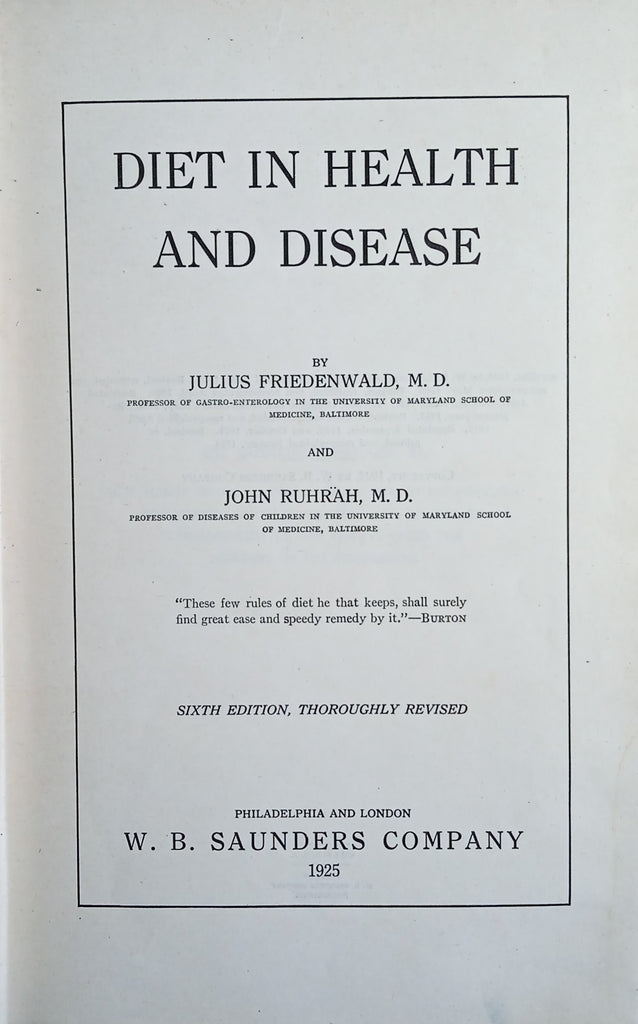 DIET IN HEALTH
AND DISEASE
BY
JULIUS FRIEDENWALD, M. D.
PROFESSOR OF GASTRO-ENTEROLOGY IN THE UNIVERSITY OF MARYLAND SCHOOL OF
MEDICINE, BALTIMORE
AND
JOHN RUHRÄH, M. D.
PROFESSOR OF DISEASES OF CHILDREN IN THE UNIVERSITY OF MARYLAND SCHOOL
OF MEDICINE, BALTIMORE
“These few rules of diet he that keeps, shall surely
find great ease and speedy remedy by it.”—BURTON
SIXTH EDITION, THOROUGHLY REVISED
PHILADELPHIA AND LONDON
W. B. SAUNDERS COMPANY
1925